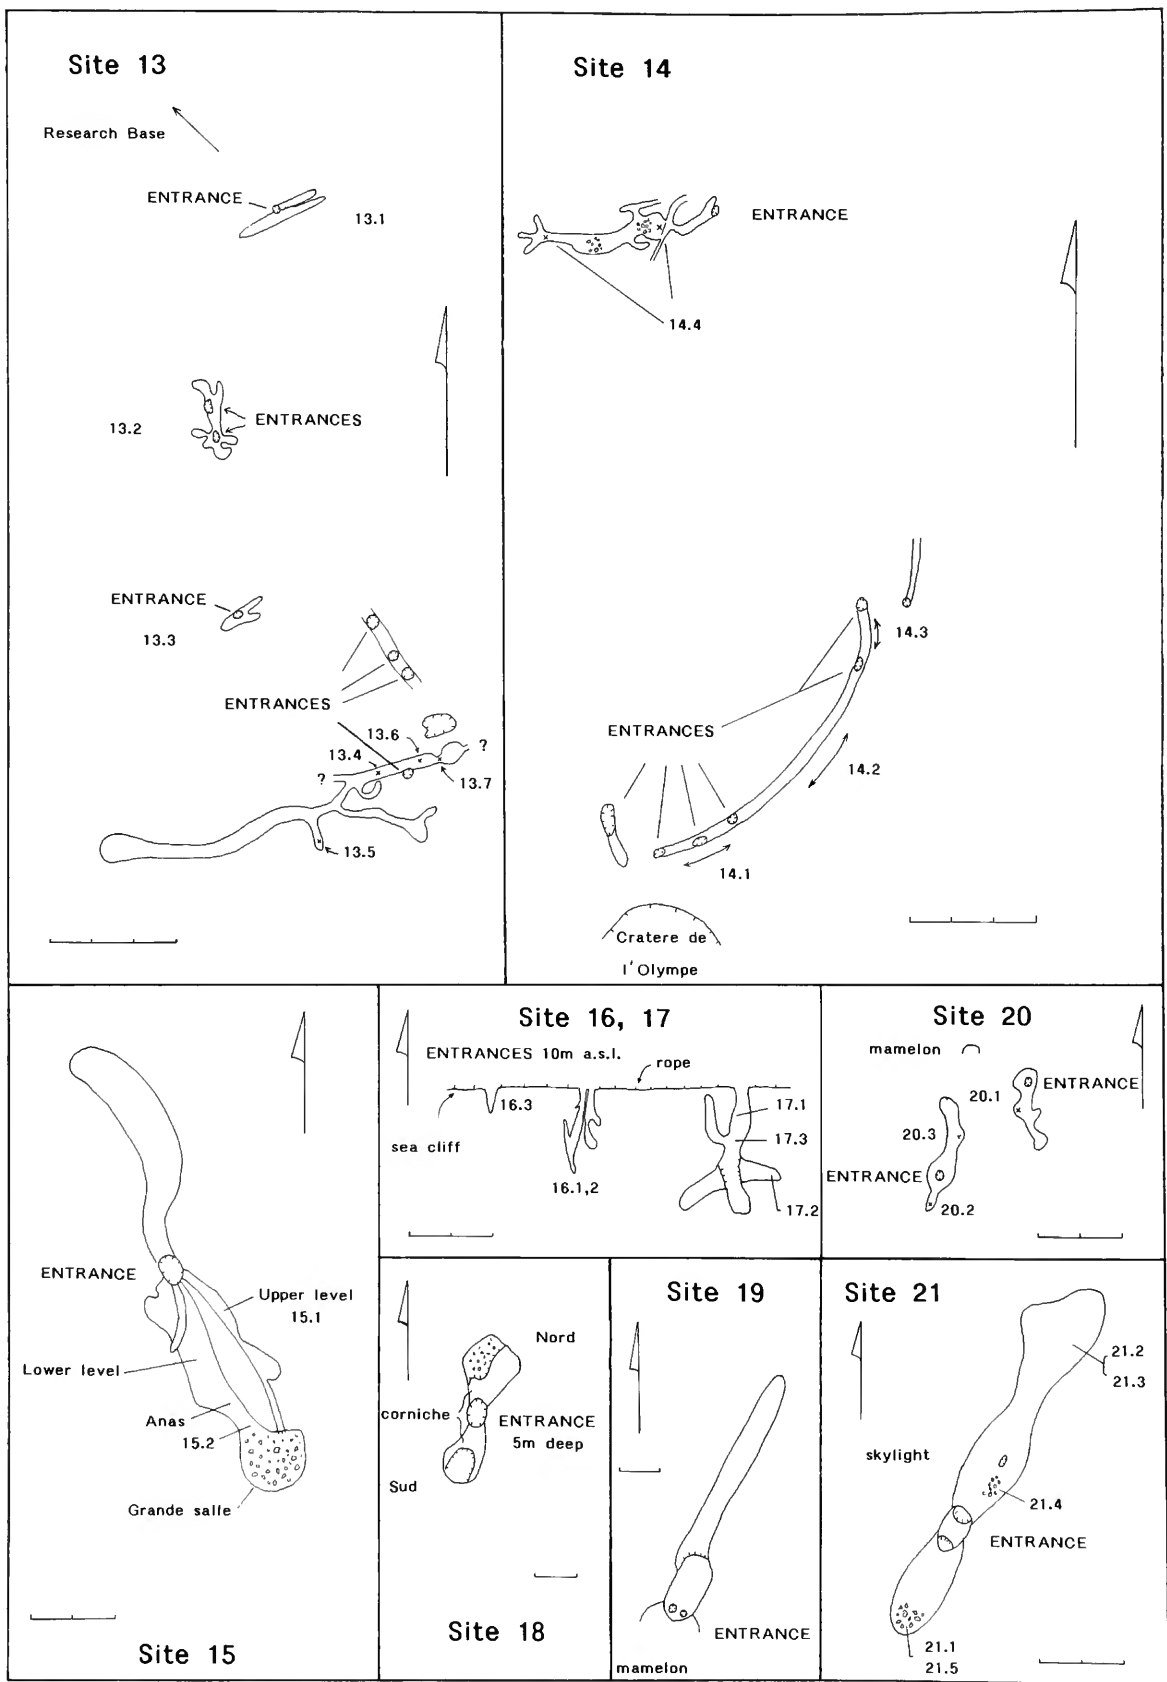 Site 13
Research Base
ENTRANCE
13.1
13.2
ENTRANCES
ENTRANCE
13.3
ENTRANCES
13.6
13.4
?
?
13.7
13.5
Site 14
ENTRANCE
14.4
14.3
ENTRANCES
14.2
14.1
Cratere de
l'Olympe
ENTRANCE
Upper level
15.1
Lower level
Anas
15.2
Grande salle
Site 15
Site 16, 17
ENTRANCES 10m a.s.l.
rope
16.3
17.1
sea cliff
17.3
16.1,2
17.2
Site 20
mamelon
ENTRANCE
20.1
20.3
ENTRANCE
20.2
Nord
corniche
ENTRANCE
5m deep
Sud
Site 18
Site 19
ENTRANCE
mamelon
Site 21
21.2
21.3
skylight
21.4
ENTRANCE
21.1
21.5